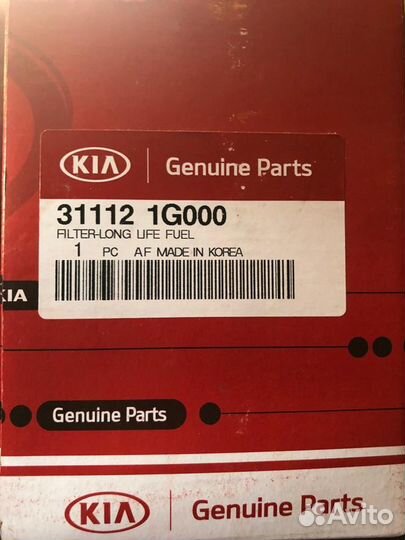 KIA Genuine Parts
31112 1G000
FILTER-LONG LIFE FUEL
1 PC AF MADE IN KOREA
KIA
Genuine Parts
KIA Genuine Parts
Avito